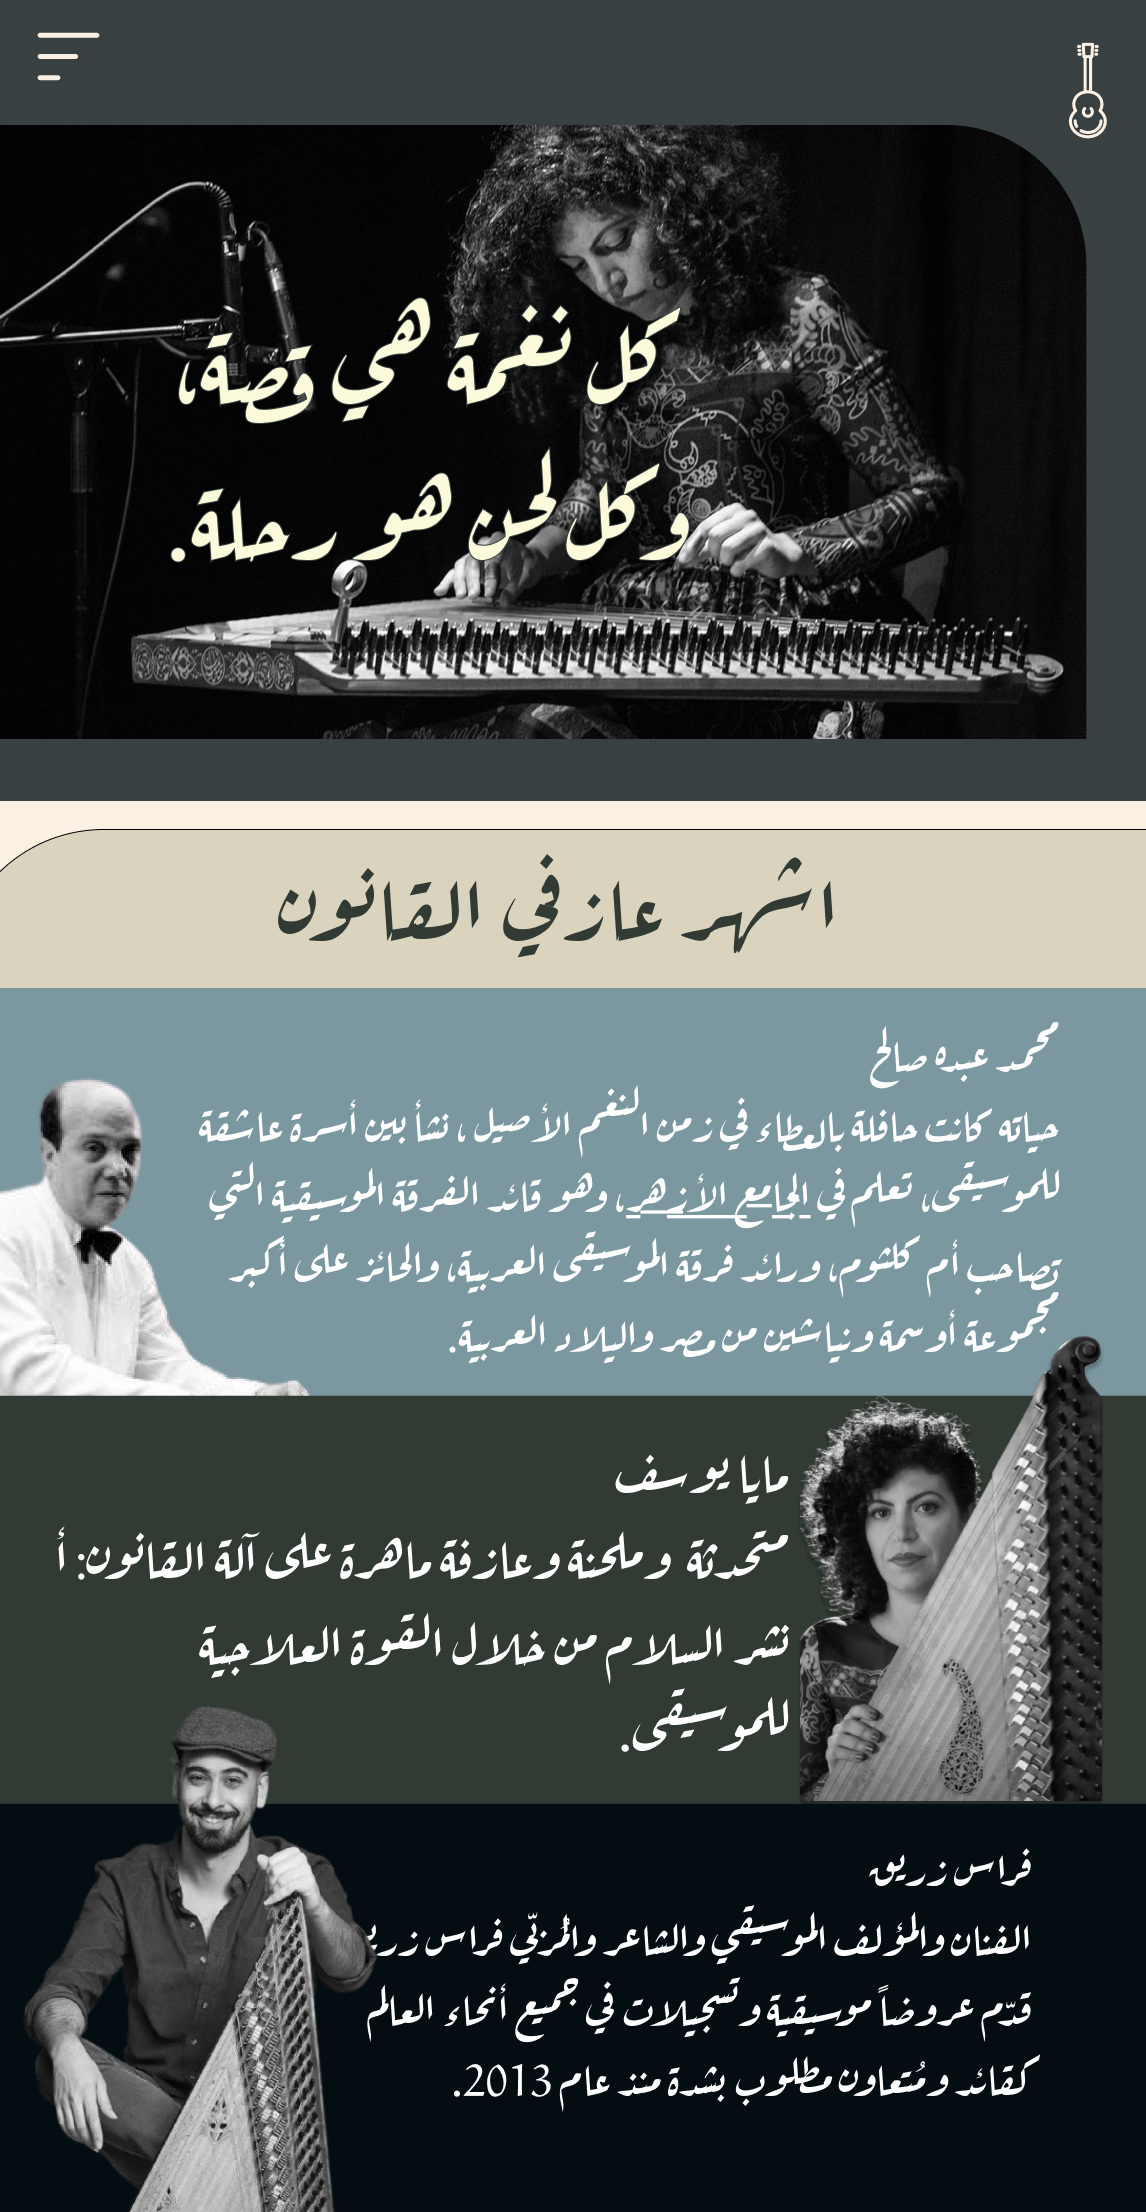 كل نغمة هي قصة،
وكل لحن هو رحلة.
اشهر عازفي القانون
محمد عبده صالح
حياته كانت حافلة بالعطاء في زمن النغم الأصيل ، نشأ بين أسرة عاشقة
للموسيقى، تعلم في الجامع الأزهر، وهو قائد الفرقة الموسيقية التي
تصاحب أم كلثوم، ورائد فرقة الموسيقى العربية، والحائز على أكبر
مجموعة أوسمة ونياشين من مصر والبلاد العربية.
مايا يوسف
متحدثة وملحنة وعازفة ماهرة على آلة القانون: أ
نشر السلام من خلال القوة العلاجية
للموسيقى.
فراس زريق
الفنان والمؤلف الموسيقي والشاعر والمُربّي فراس
قدّم عروضاً موسيقية وتسجيلات في جميع أنحاء العالم
كقائد ومُتعاون مطلوب بشدة منذ عام 2013.